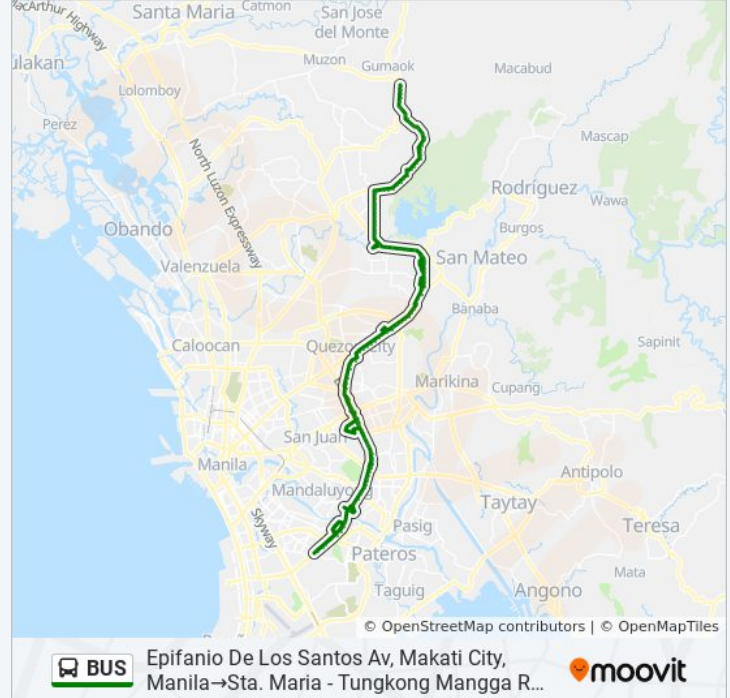 MacArthur Highway
Santa Maria
Catmon
San Jose
del Monte
Muzon
Gumaok
Macabud
Lolomboy
Perez
North Luzon Expressway
Mascap
Rodriguez
Wawa
Obando
Burgos
Valenzuela
San Mateo
Banaba
Caloocan
Quezon City
Sapinit
Marikina
Cupang
San Juan
Manila
Antipolo
Mandaluyong
Taytay
Skyway
Pasig
Teresa
Pateros
Mata
Taguig
Angono
© OpenStreetMap contributors | © OpenMapTiles
BUS
Epifanio De Los Santos Av, Makati City,
Manila→Sta. Maria - Tungkong Mangga R...
moovit